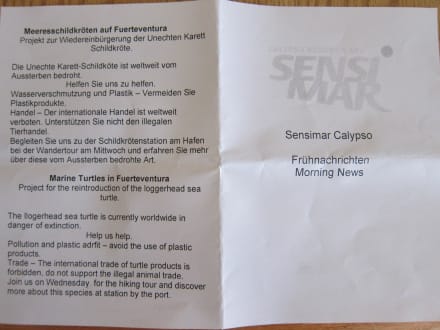 Meeresschildkröten auf Fuerteventura
Projekt zur Wiedereinbürgerung der Unechten Karett
Schildkröte.
Die Unechte Karett-Schildköte ist weltweit vom
Aussterben bedroht.
Helfen Sie uns zu helfen.
Wasserverschmutzung und Plastik – Vermeiden Sie
Plastikprodukte.
Handel – Der internationale Handel ist weltweit
verboten. Unterstützen Sie nicht den illegalen
Tierhandel.
Begleiten Sie uns zu der Schildkrötenstation am Hafen
bei der Wandertour am Mittwoch und erfahren Sie mehr
über diese vom Aussterben bedrohte Art.
Marine Turtles in Fuerteventura
Project for the reintroduction of the loggerhead sea
turtle.
The llogerhead sea turtle is currently worldwide in
danger of extinction.
Help us help.
Pollution and plastic adrfit – avoid the use of plastic
products.
Trade – The international trade of turtle products is
forbidden, do not support the illegal animal trade.
Join us on Wednesday for the hiking tour and discover
more about this species at station by the port.
SENSI
MAR
Sensimar Calypso
Frühnachrichten
Morning News